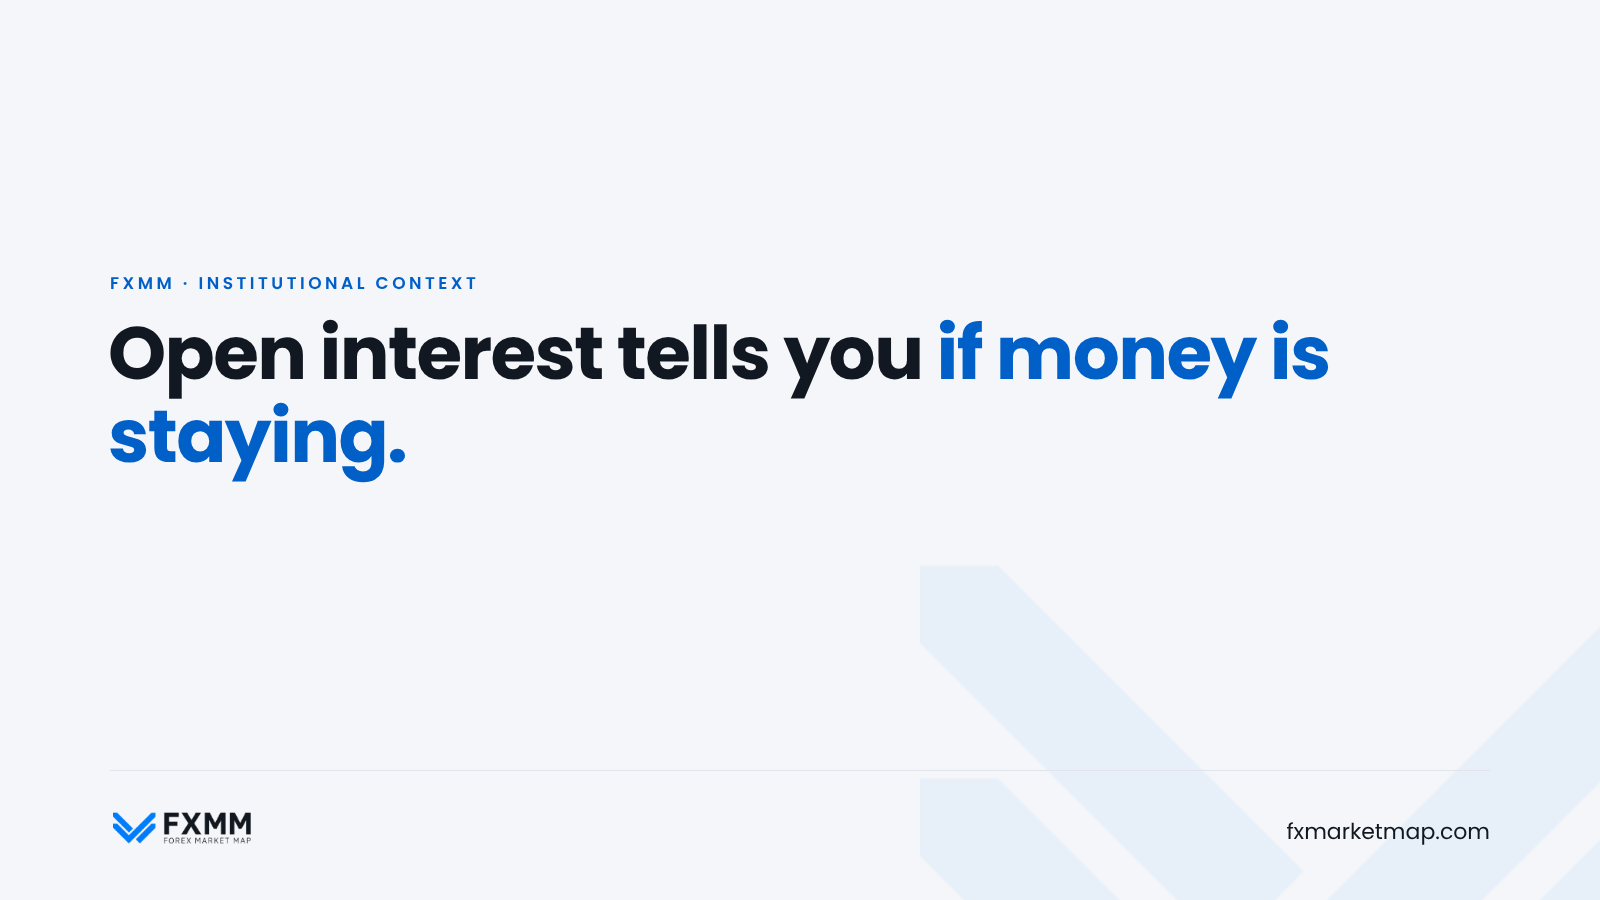 FXMM · INSTITUTIONAL CONTEXT
Open interest tells you if money is
staying.
FXMM
FOREX MARKET MAP
fxmarketmap.com